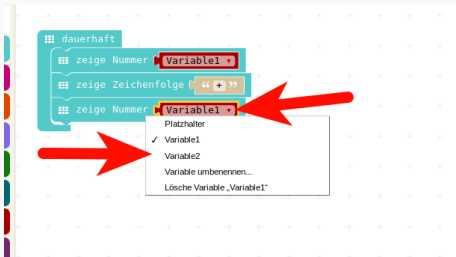 dauerhaft
zeige Nummer Variable1
zeige Zeichenfolge “ + ”
zeige Nummer Variable1
Platzhalter
✓ Variable1
Variable2
Variable umbenennen...
Lösche Variable „Variable1“